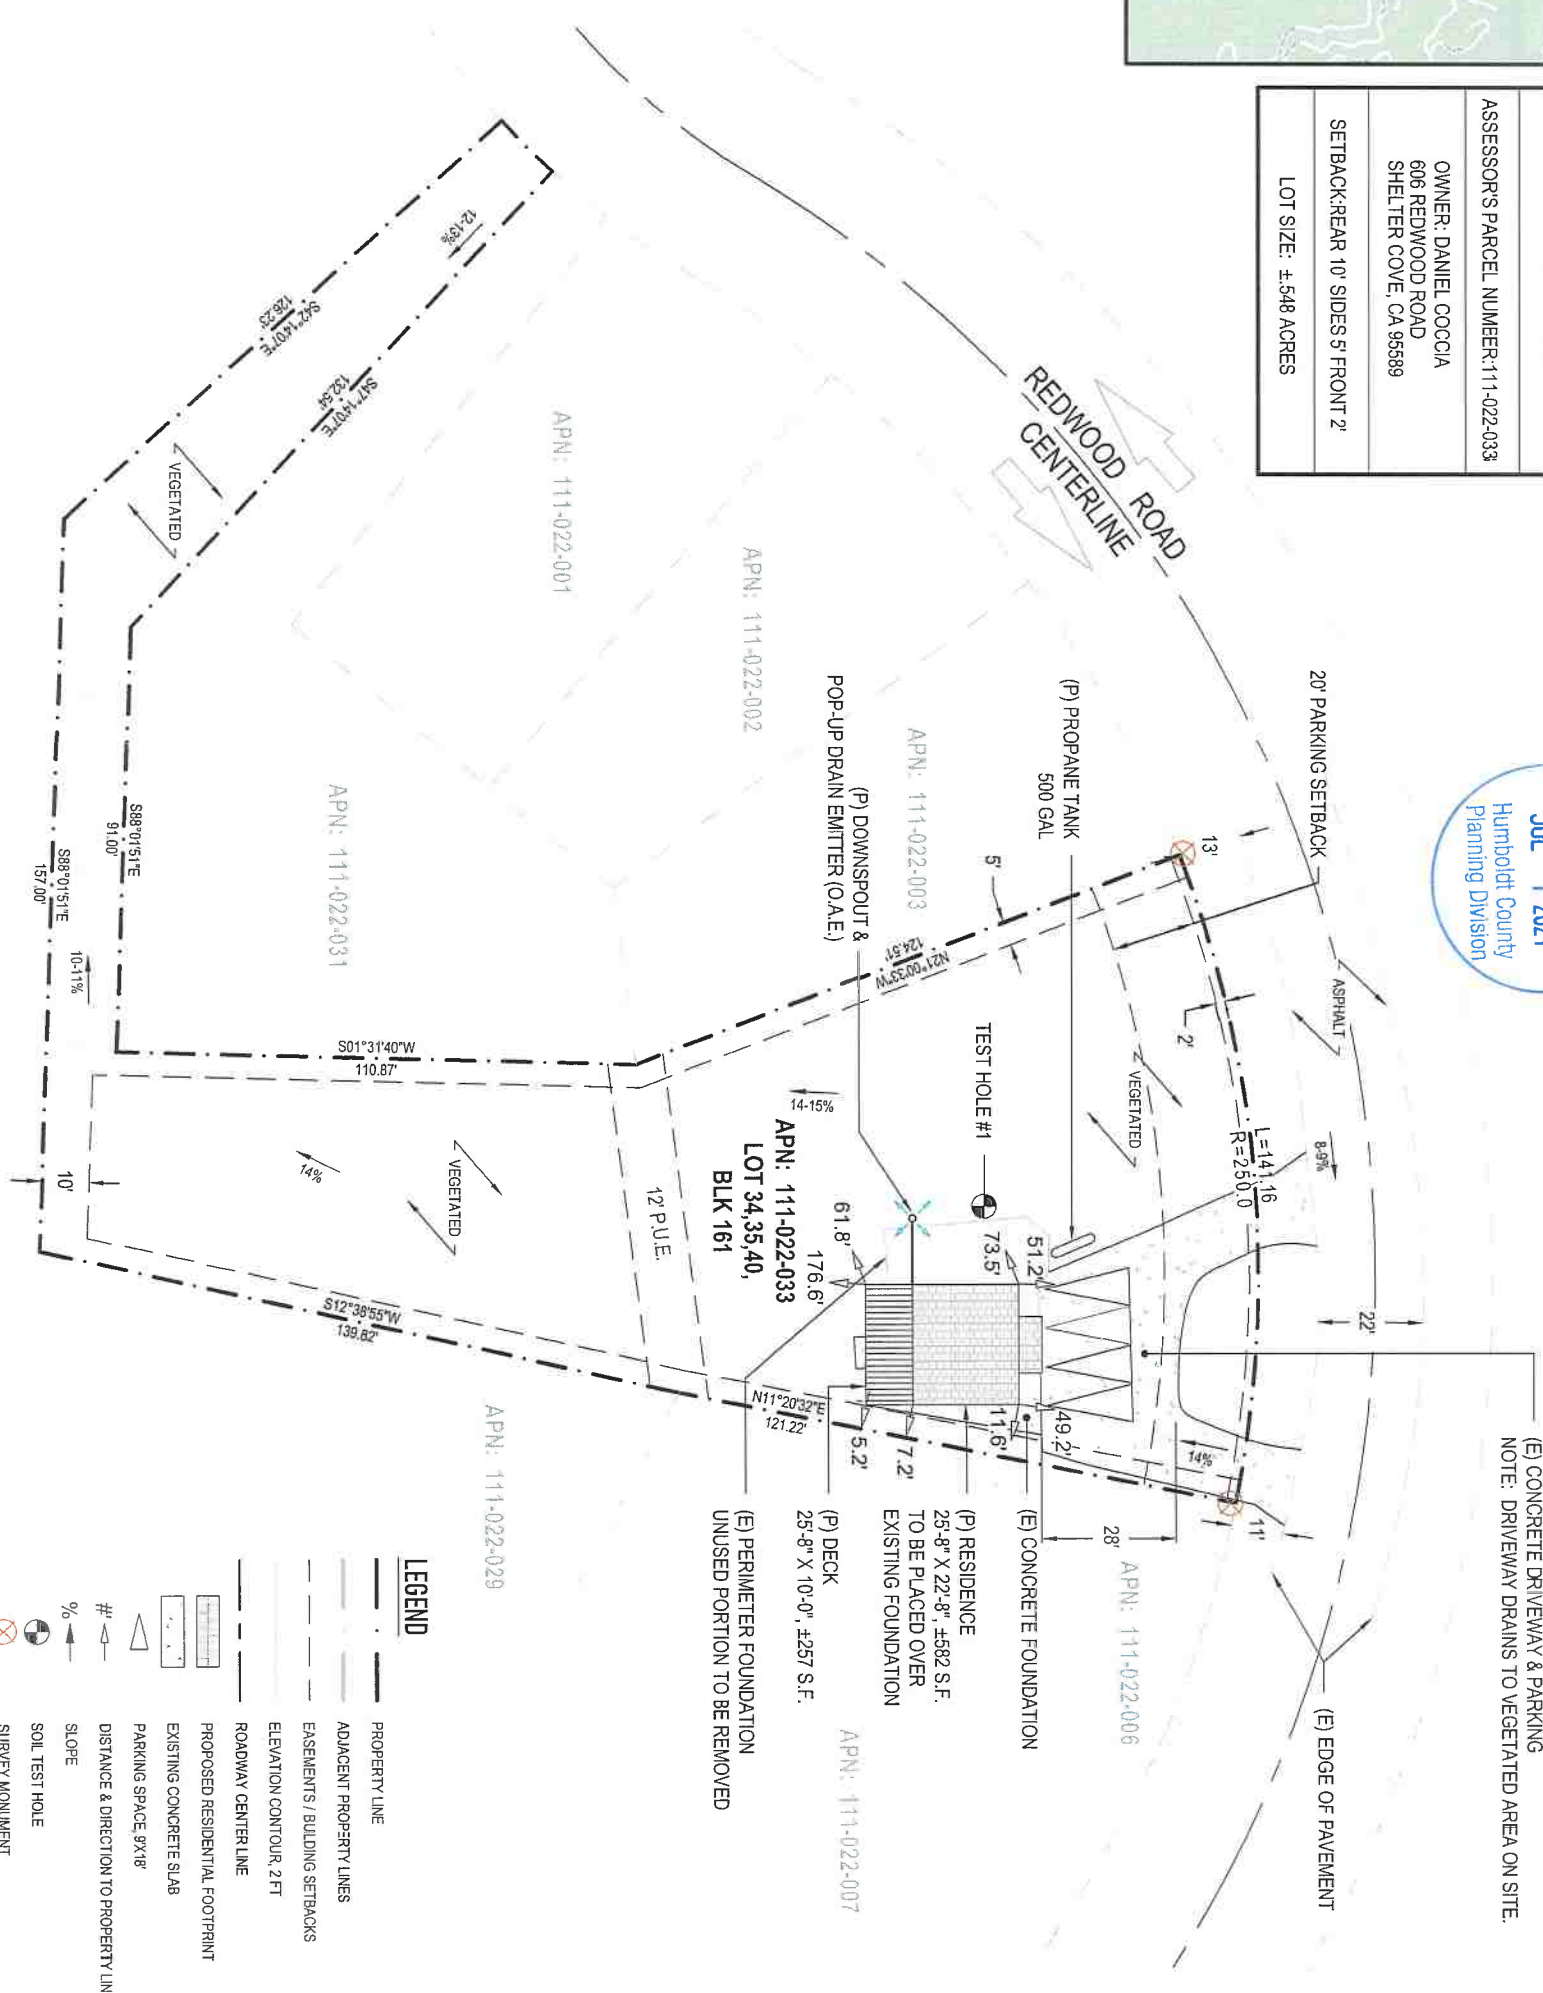 ASSESSOR'S PARCEL NUMBER:111-022-033
OWNER: DANIEL COCCIA
606 REDWOOD ROAD
SHELTER COVE, CA 95589
SETBACK:REAR 10' SIDES 5' FRONT 2'
LOT SIZE: ±.548 ACRES
Humboldt County
Planning Division
(E) CONCRETE DRIVEWAY & PARKING
NOTE: DRIVEWAY DRAINS TO VEGETATED AREA ON SITE.
20' PARKING SETBACK
ASPHALT
(E) EDGE OF PAVEMENT
REDWOOD ROAD
CENTERLINE
13'
2'
8-9%
L=141.16
R=250.0
22'
14%
11'
28'
(P) PROPANE TANK
500 GAL
5'
VEGETATED
TEST HOLE #1
51.2'
49.2'
73.5'
11.6'
(E) CONCRETE FOUNDATION
APN: 111-022-006
(P) RESIDENCE
25'-8" X 22'-8", ±582 S.F.
TO BE PLACED OVER
EXISTING FOUNDATION
APN: 111-022-003
N21°00'33"W
124.51'
(P) DOWNSPOUT &
POP-UP DRAIN EMITTER (O.A.E.)
61.8'
176.6'
7.2'
5.2'
APN: 111-022-007
(P) DECK
25'-8" X 10'-0", ±257 S.F.
14-15%
APN: 111-022-033
LOT 34,35,40,
BLK 161
N11°20'32"E
121.22'
(E) PERIMETER FOUNDATION
UNUSED PORTION TO BE REMOVED
APN: 111-022-002
12' P.U.E.
APN: 111-022-001
APN: 111-022-029
12-13%
S47°14'07"E
132.54'
S42°14'07"E
126.23'
VEGETATED
S01°31'40"W
110.87'
VEGETATED
14%
S12°38'55"W
139.82'
APN: 111-022-031
S88°01'51"E
91.00'
S88°01'51"E
157.00'
10-11%
10'
LEGEND
PROPERTY LINE
ADJACENT PROPERTY LINES
EASEMENTS / BUILDING SETBACKS
ELEVATION CONTOUR, 2 FT
ROADWAY CENTER LINE
PROPOSED RESIDENTIAL FOOTPRINT
EXISTING CONCRETE SLAB
PARKING SPACE, 9'X18'
#' DISTANCE & DIRECTION TO PROPERTY LIN
% SLOPE
SOIL TEST HOLE
SURVEY MONUMENT